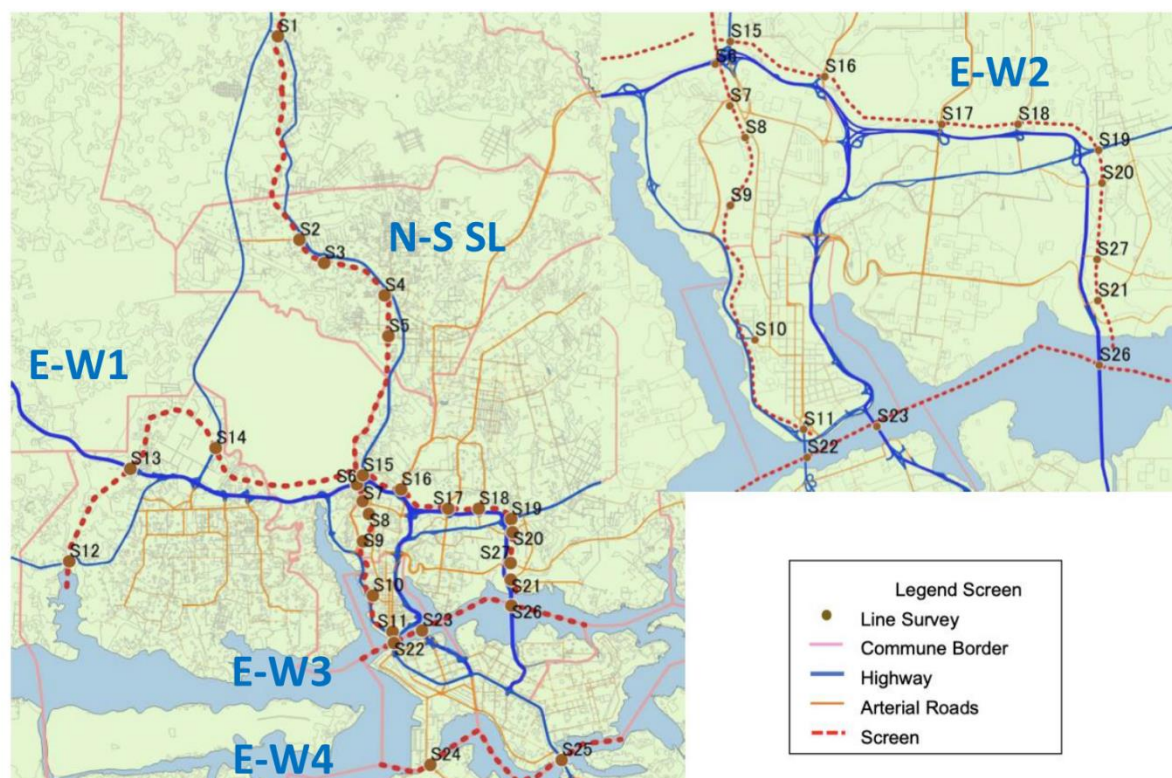 S1
S2
S3
N-S SL
S4
S5
E-W1
S14
S13
S15
S6
S16
S7
S17
S18
S19
S8
S20
S9
S27
S12
S21
S10
S26
S11
S23
S22
E-W3
E-W4
S24
S25
S15
S6
S16
E-W2
S7
S17
S18
S8
S19
S20
S9
S27
S21
S10
S26
S11
S23
S22
Legend Screen
Line Survey
Commune Border
Highway
Arterial Roads
Screen